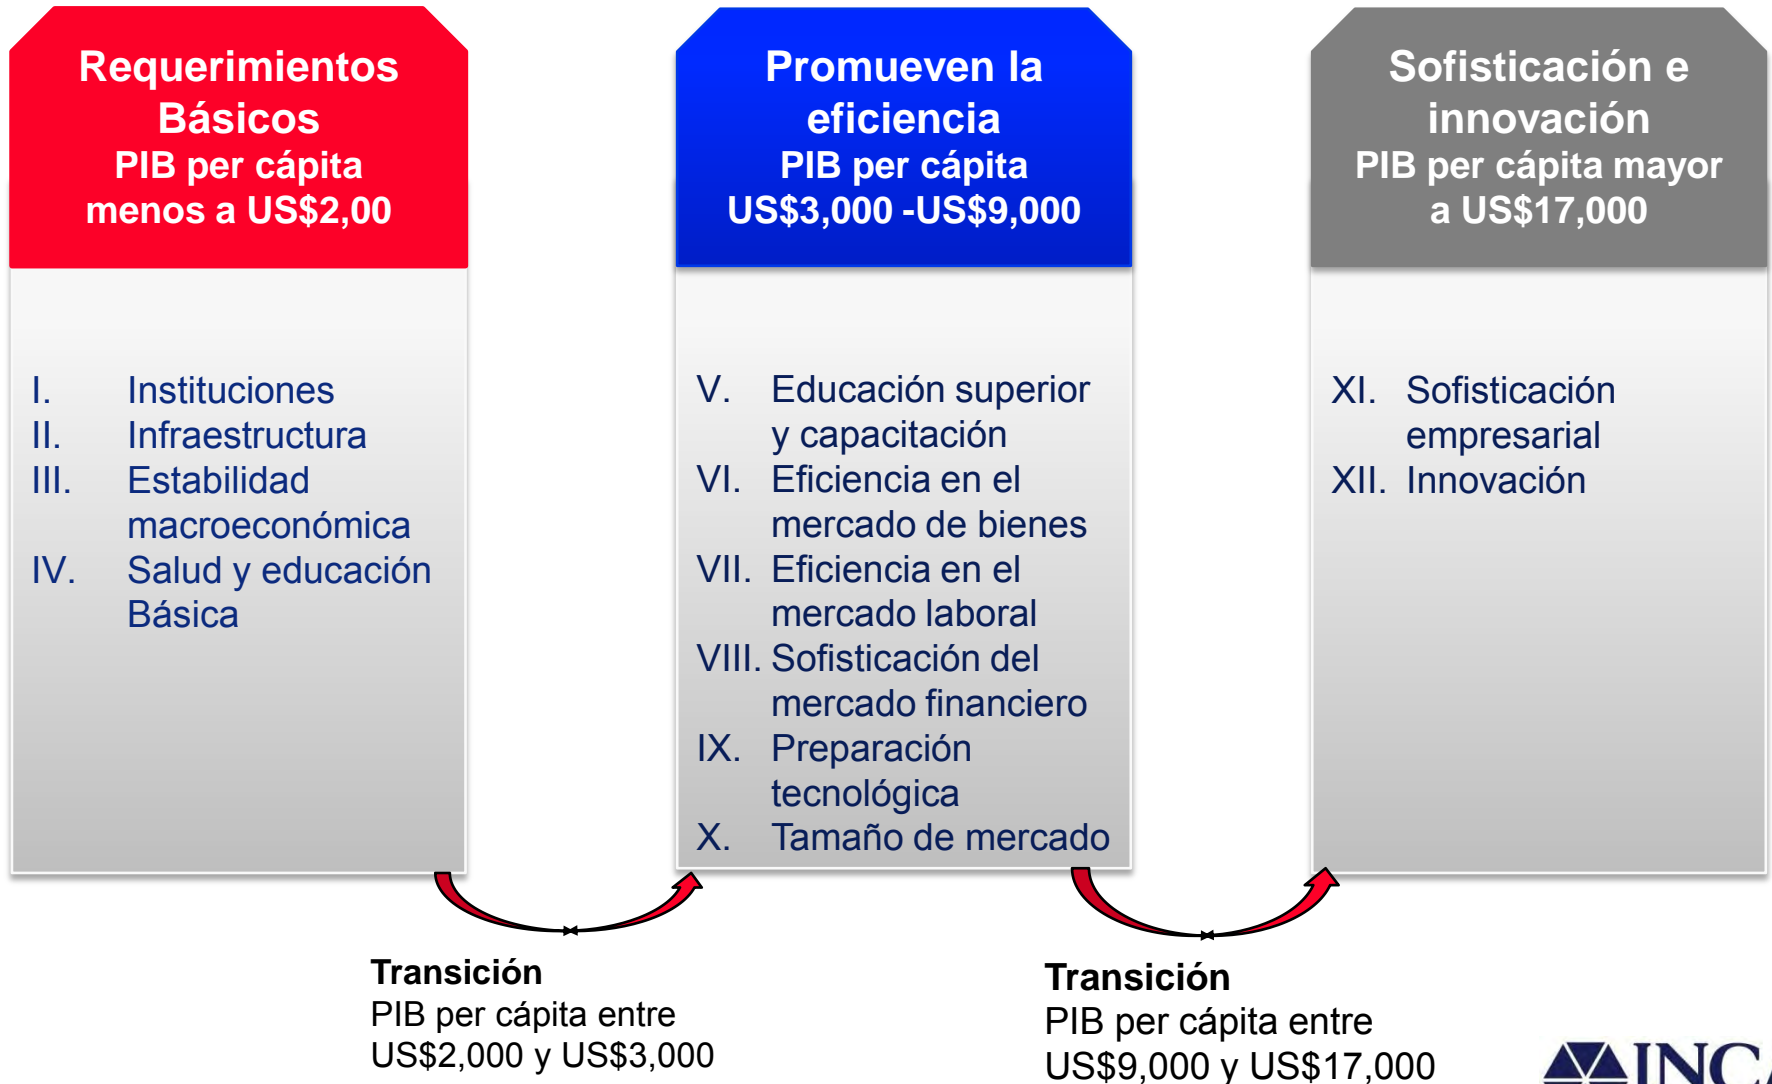 Requerimientos
Básicos
PIB per cápita
menos a US$2,00
I. Instituciones
II. Infraestructura
III. Estabilidad
macroeconómica
IV. Salud y educación
Básica
Promueven la
eficiencia
PIB per cápita
US$3,000 -US$9,000
V. Educación superior
y capacitación
VI. Eficiencia en el
mercado de bienes
VII. Eficiencia en el
mercado laboral
VIII. Sofisticación del
mercado financiero
IX. Preparación
tecnológica
X. Tamaño de mercado
Sofisticación e
innovación
PIB per cápita mayor
a US$17,000
XI. Sofisticación
empresarial
XII. Innovación
Transición
PIB per cápita entre
US$2,000 y US$3,000
Transición
PIB per cápita entre
US$9,000 y US$17,000